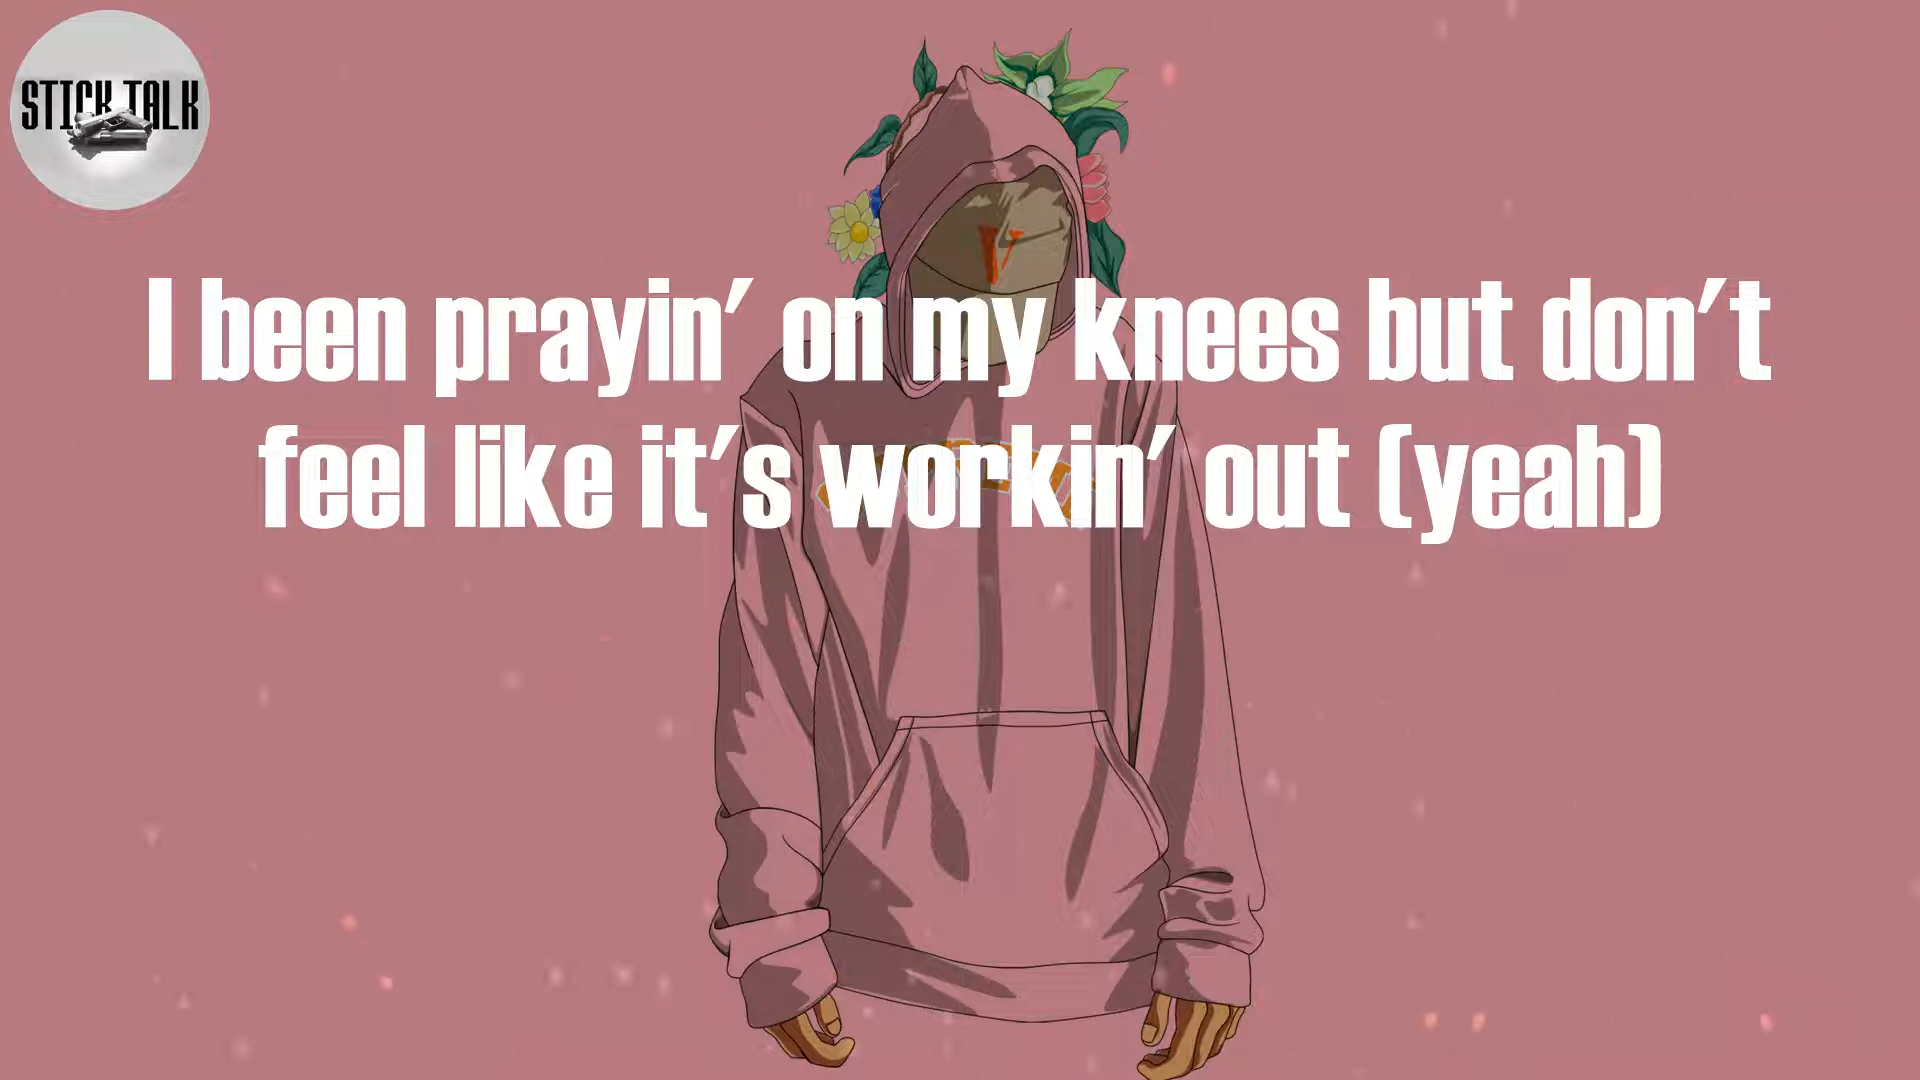 STICK TALK
I been prayin' on my knees but don't
feel like it's workin' out (yeah)